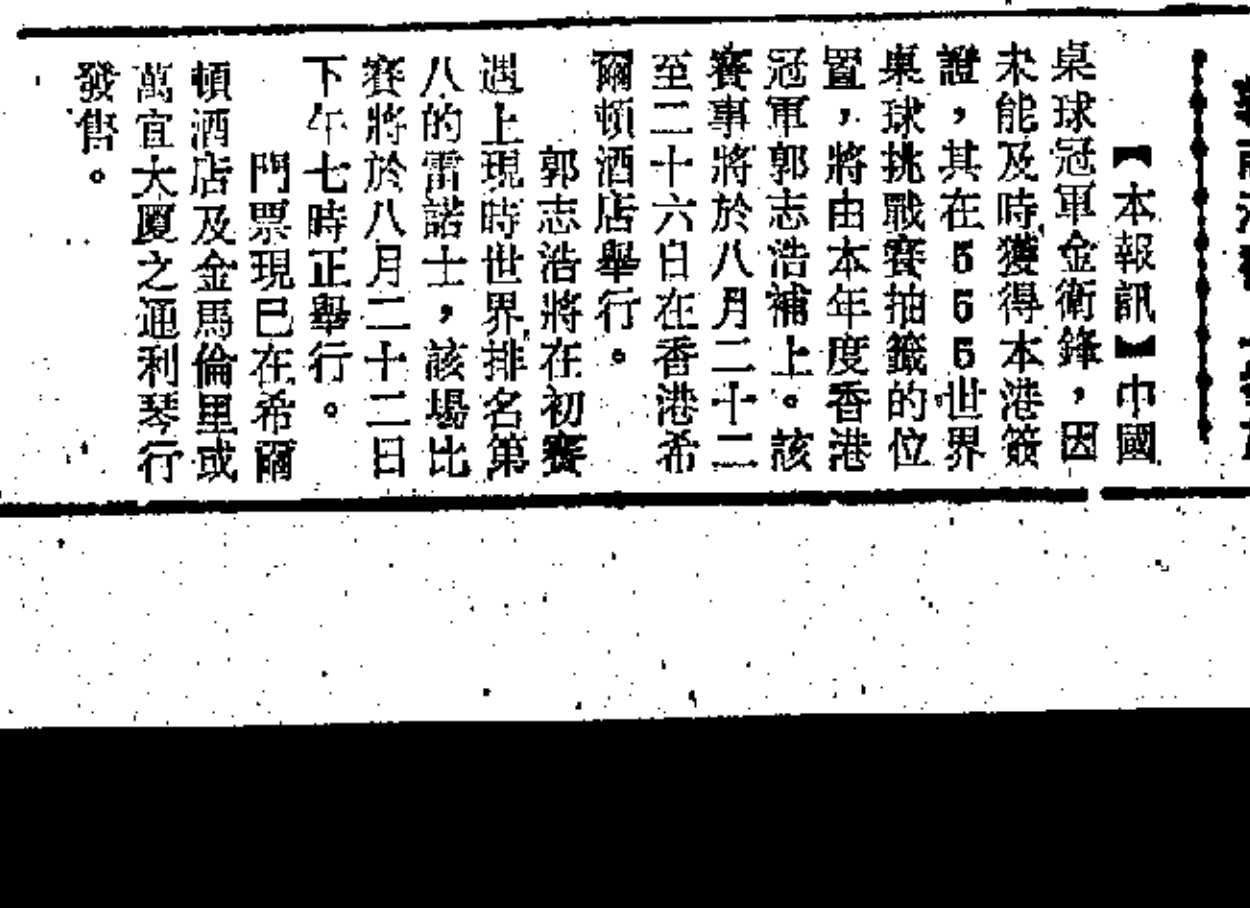 【本報訊】中國
桌球冠軍金衛鋒，因
未能及時獲得本港簽
證，其在555世界
桌球挑戰賽抽籤的位
置，將由本年度香港
冠軍郭志浩補上。該
賽事將於八月二十二
至二十六日在香港希
爾頓酒店舉行。
郭志浩將在初賽
遇上現時世界排名第
八的雷諾士，該場比
賽將於八月二十二日
下午七時正舉行。
門票現已在希爾
頓酒店及金馬倫里或
萬宜大廈之通利琴行
發售。